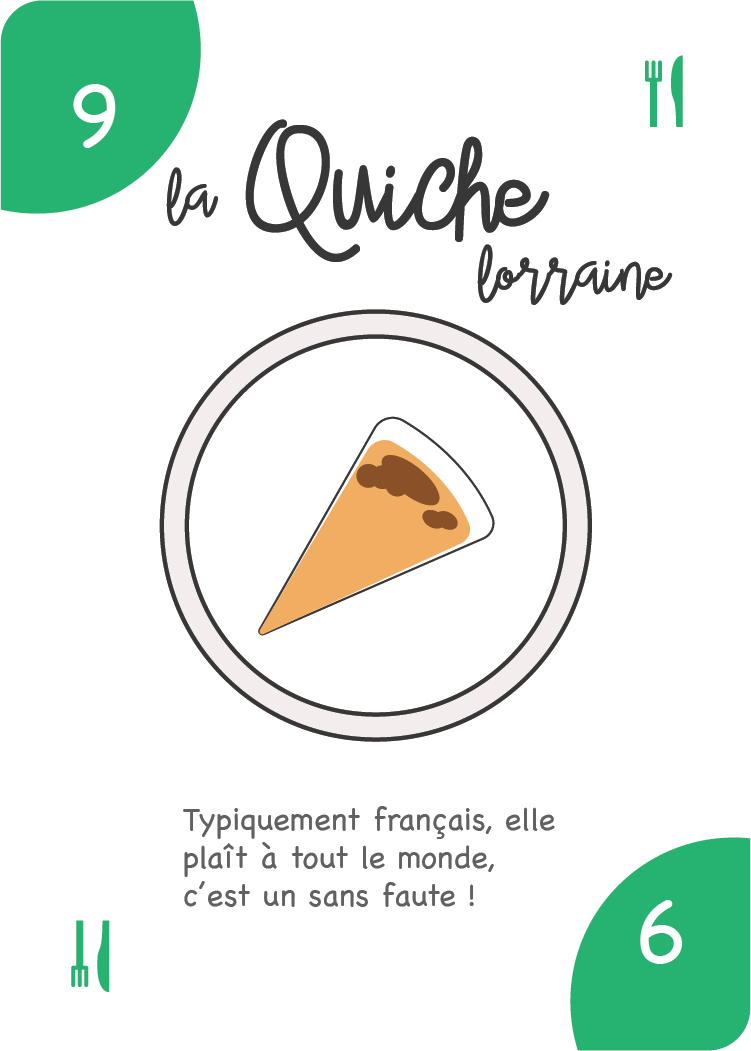 9
la Quiche
lorraine
Typiquement français, elle
plaît à tout le monde,
c'est un sans faute !
6